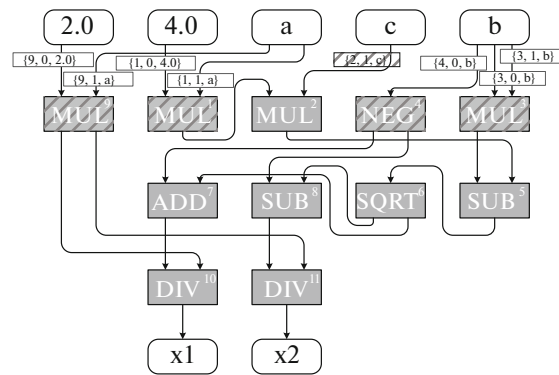 2.0 4.0 a c b
{9, 0, 2.0} {1, 0, 4.0} {2, 1, c} {4, 0, b} {3, 1, b}
{9, 1, a} {1, 1, a} {3, 0, b}
MUL9 MUL1 MUL2 NEG4 MUL3
ADD7 SUB8 SQRT6 SUB5
DIV10 DIV11
x1 x2